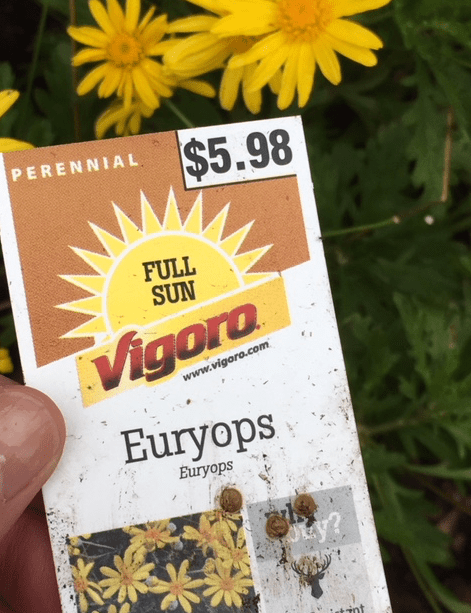 PERENNIAL
$5.98
FULL
SUN
Vigoro
www.vigoro.com
Euryops
Euryops